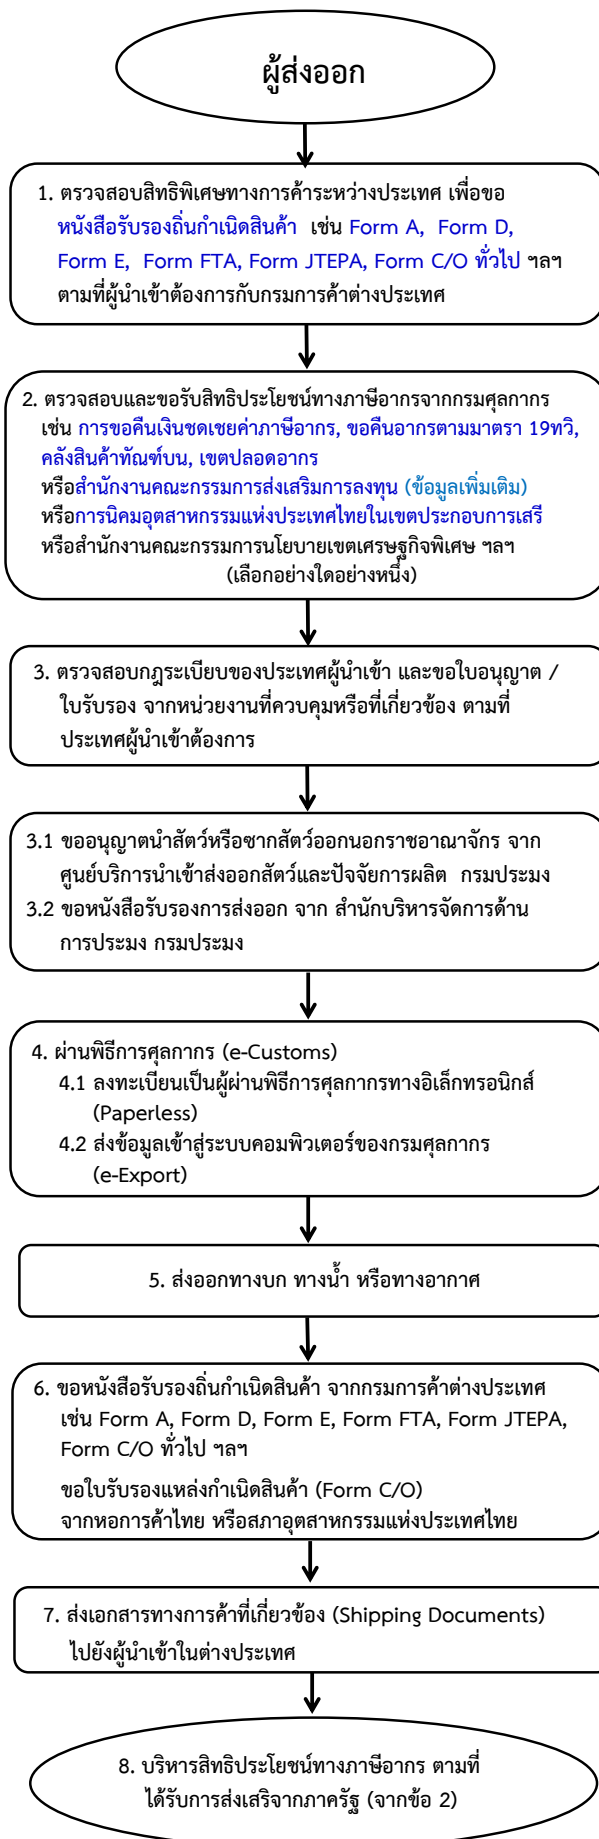 ผู้ส่งออก
1. ตรวจสอบสิทธิพิเศษทางการค้าระหว่างประเทศ เพื่อขอ
หนังสือรับรองถิ่นกำเนิดสินค้า เช่น Form A, Form D,
Form E, Form FTA, Form JTEPA, Form C/O ทั่วไป ฯลฯ
ตามที่ผู้นำเข้าต้องการกับกรมการค้าต่างประเทศ
2. ตรวจสอบและขอรับสิทธิประโยชน์ทางภาษีอากรจากกรมศุลกากร
เช่น การขอคืนเงินชดเชยค่าภาษีอากร, ขอคืนอากรตามมาตรา 19ทวิ,
คลังสินค้าทัณฑ์บน, เขตปลอดอากร
หรือสำนักงานคณะกรรมการส่งเสริมการลงทุน (ข้อมูลเพิ่มเติม)
หรือการนิคมอุตสาหกรรมแห่งประเทศไทยในเขตประกอบการเสรี
หรือสำนักงานคณะกรรมการนโยบายเขตเศรษฐกิจพิเศษ ฯลฯ
(เลือกอย่างใดอย่างหนึ่ง)
3. ตรวจสอบกฎระเบียบของประเทศผู้นำเข้า และขอใบอนุญาต /
ใบรับรอง จากหน่วยงานที่ควบคุมหรือที่เกี่ยวข้อง ตามที่
ประเทศผู้นำเข้าต้องการ
3.1 ขออนุญาตนำสัตว์หรือซากสัตว์ออกนอกราชอาณาจักร จาก
ศูนย์บริการนำเข้าส่งออกสัตว์และปัจจัยการผลิต กรมประมง
3.2 ขอหนังสือรับรองการส่งออก จาก สำนักบริหารจัดการด้าน
การประมง กรมประมง
4. ผ่านพิธีการศุลกากร (e-Customs)
4.1 ลงทะเบียนเป็นผู้ผ่านพิธีการศุลกากรทางอิเล็กทรอนิกส์
(Paperless)
4.2 ส่งข้อมูลเข้าสู่ระบบคอมพิวเตอร์ของกรมศุลกากร
(e-Export)
5. ส่งออกทางบก ทางน้ำ หรือทางอากาศ
6. ขอหนังสือรับรองถิ่นกำเนิดสินค้า จากกรมการค้าต่างประเทศ
เช่น Form A, Form D, Form E, Form FTA, Form JTEPA,
Form C/O ทั่วไป ฯลฯ
ขอใบรับรองแหล่งกำเนิดสินค้า (Form C/O)
จากหอการค้าไทย หรือสภาอุตสาหกรรมแห่งประเทศไทย
7. ส่งเอกสารทางการค้าที่เกี่ยวข้อง (Shipping Documents)
ไปยังผู้นำเข้าในต่างประเทศ
8. บริหารสิทธิประโยชน์ทางภาษีอากร ตามที่
ได้รับการส่งเสริจากภาครัฐ (จากข้อ 2)